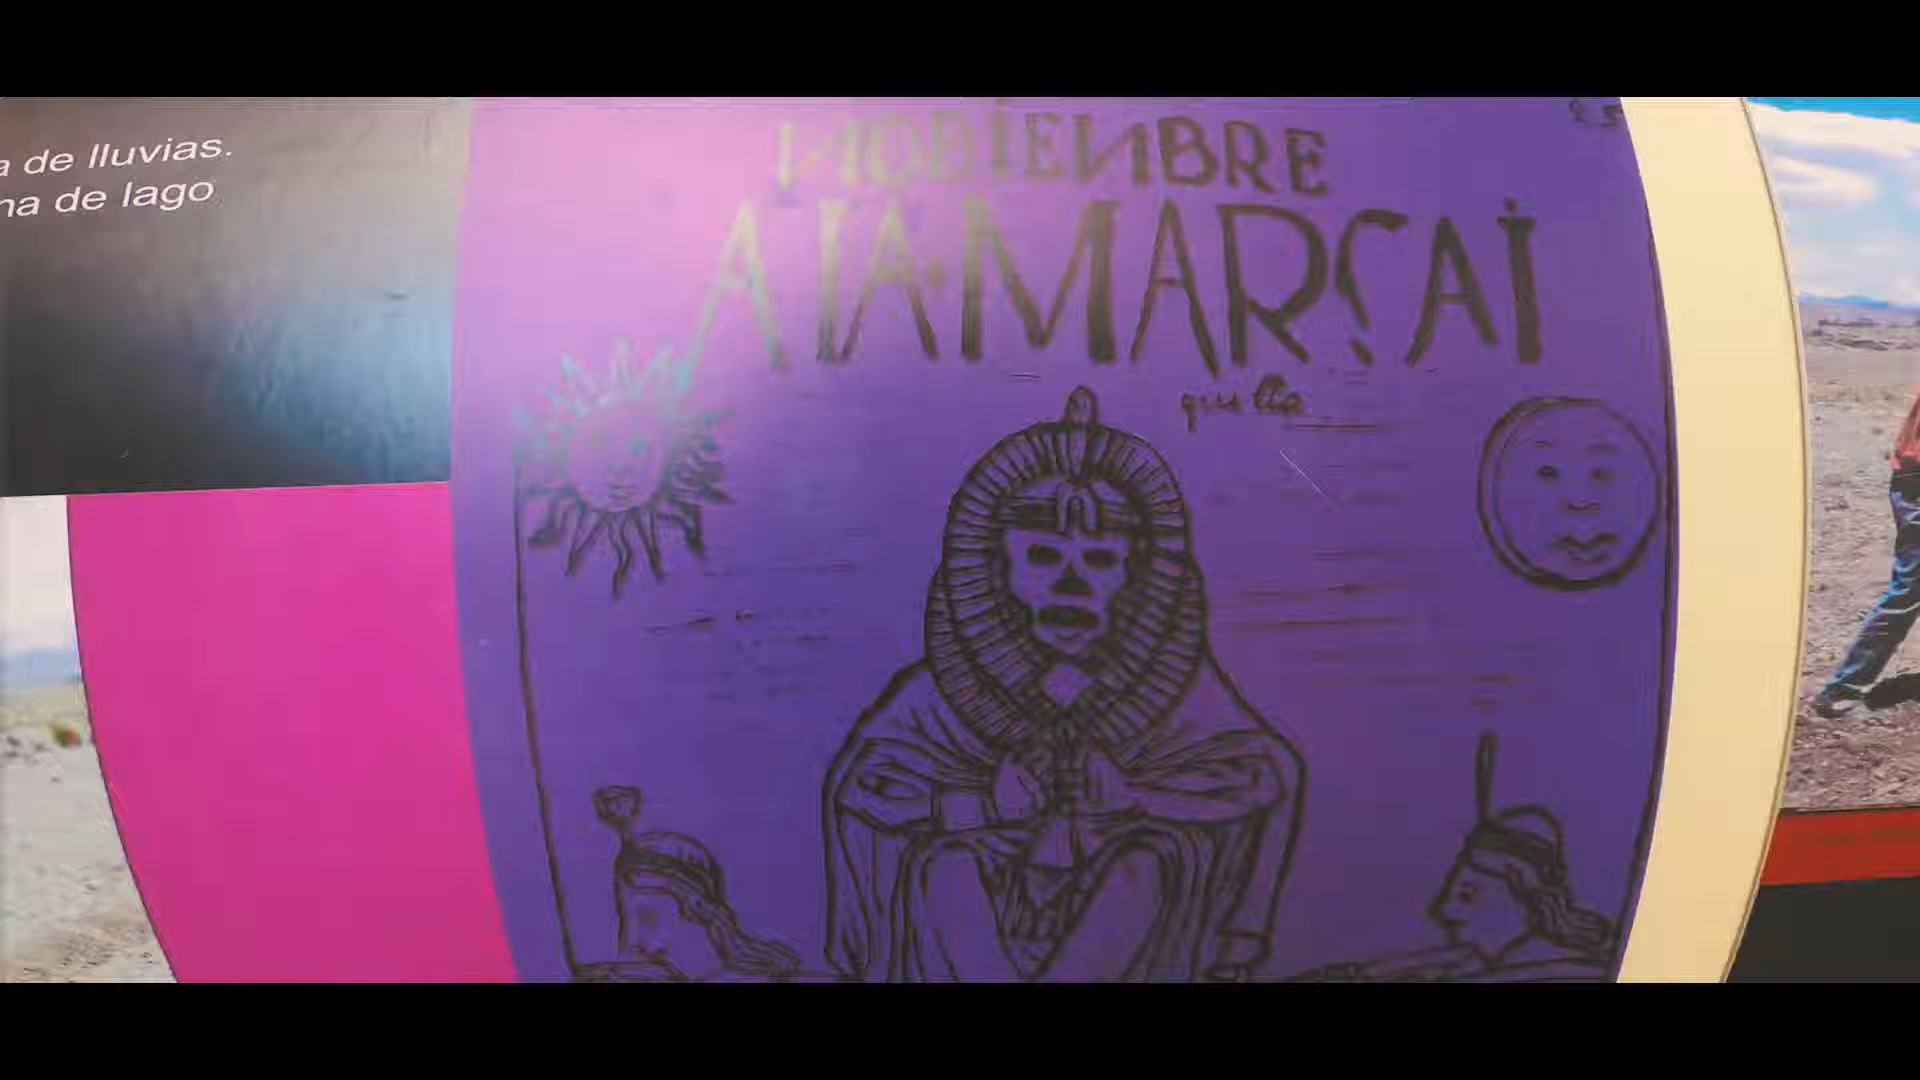 a de lluvias.
na de lago
NOBIENBRE
AIAMARCAI
quilla